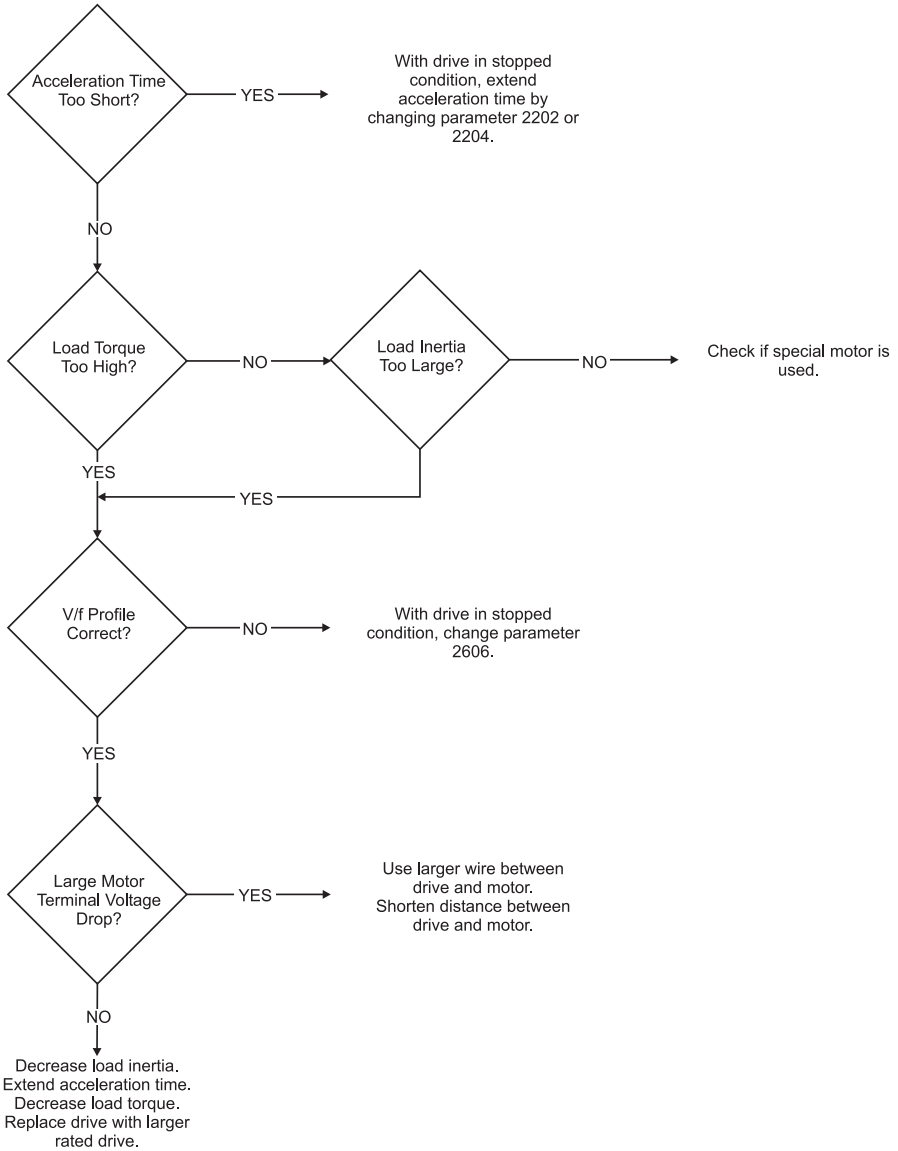 Acceleration Time
Too Short?
YES
With drive in stopped
condition, extend
acceleration time by
changing parameter 2202 or
2204.
NO
Load Torque
Too High?
NO
Load Inertia
Too Large?
NO
Check if special motor is
used.
YES
YES
V/f Profile
Correct?
NO
With drive in stopped
condition, change parameter
2606.
YES
Large Motor
Terminal Voltage
Drop?
YES
Use larger wire between
drive and motor.
Shorten distance between
drive and motor.
NO
Decrease load inertia.
Extend acceleration time.
Decrease load torque.
Replace drive with larger
rated drive.